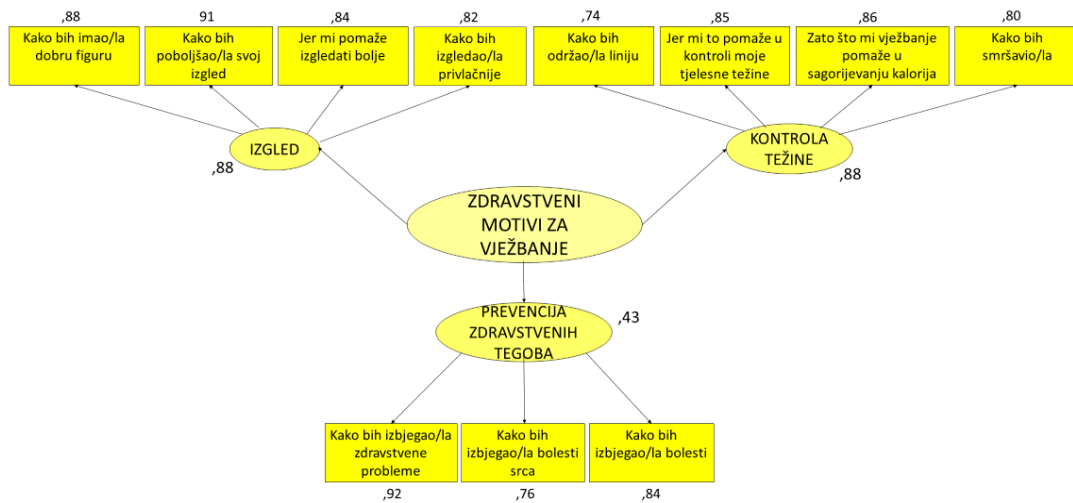 ,88
91
,84
,82
,74
,85
,86
,80
Kako bih imao/la
dobru figuru
Kako bih
poboljšao/la svoj
izgled
Jer mi pomaže
izgledati bolje
Kako bih
izgledao/la
privlačnije
Kako bih
održao/la liniju
Jer mi to pomaže u
kontroli moje
tjelesne težine
Zato što mi vježbanje
pomaže u
sagorijevanju kalorija
Kako bih
smršavio/la
IZGLED
,88
KONTROLA
TEŽINE
,88
ZDRAVSTVENI
MOTIVI ZA
VJEŽBANJE
PREVENCIJA
ZDRAVSTVENIH
TEGOBA
,43
Kako bih izbjegao/la
zdravstvene
probleme
Kako bih
izbjegao/la bolesti
srca
Kako bih
izbjegao/la bolesti
,92
,76
,84